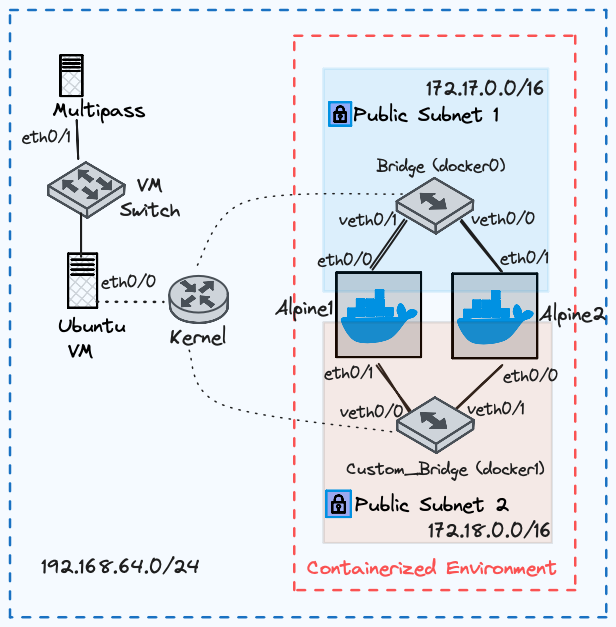 172.17.0.0/16
Public Subnet 1
Multipass
eth0/1
Bridge (docker0)
VM
Switch
veth0/1
veth0/0
eth0/0
eth0/1
eth0/0
Ubuntu
VM
Kernel
Alpine1
Alpine2
eth0/1
eth0/0
veth0/0
veth0/1
Custom_Bridge (docker1)
Public Subnet 2
172.18.0.0/16
192.168.64.0/24
Containerized Environment